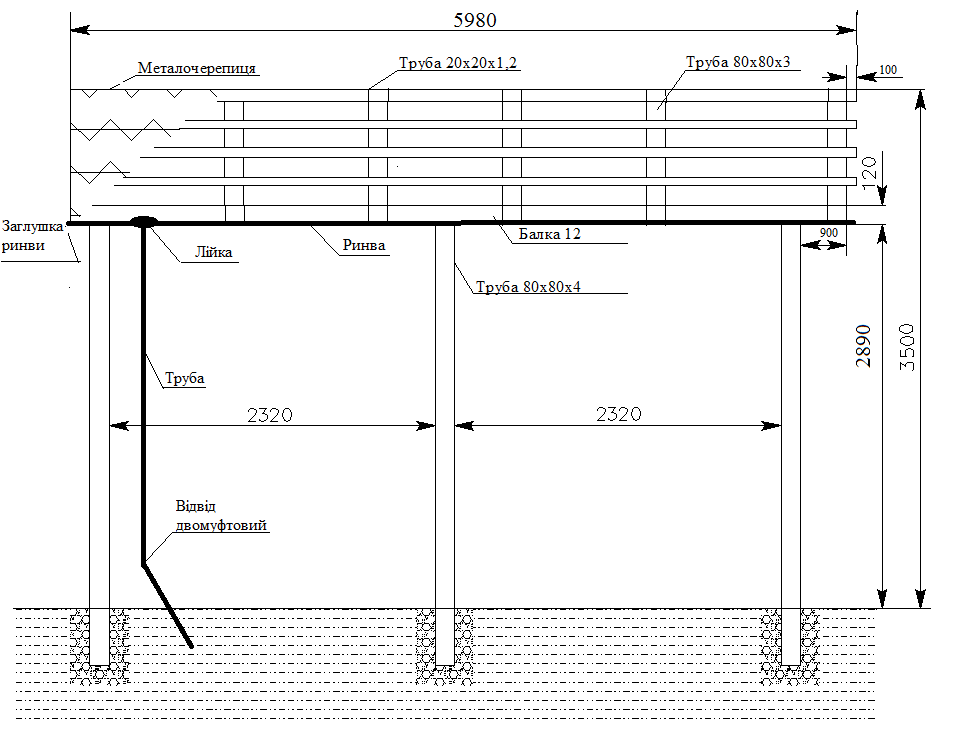 5980
Металочерепиця
Труба 20х20х1,2
Труба 80х80х3
100
120
Заглушка
ринви
Лійка
Ринва
Балка 12
900
Труба 80х80х4
2890
3500
Труба
2320
2320
Відвід
двомуфтовий